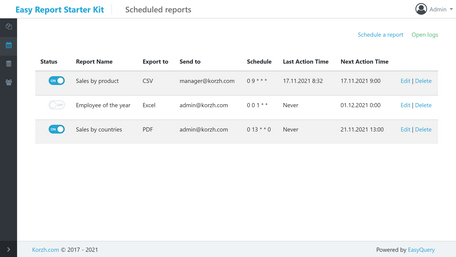 Easy Report Starter Kit Scheduled reports Admin
Schedule a report Open logs
Status Report Name Export to Send to Schedule Last Action Time Next Action Time
ON Sales by product CSV manager@korzh.com 0 9 * * * 17.11.2021 8:32 17.11.2021 9:00 Edit | Delete
OFF Employee of the year Excel admin@korzh.com 0 0 1 * * Never 01.12.2021 0:00 Edit | Delete
ON Sales by countries PDF admin@korzh.com 0 13 * * 0 Never 21.11.2021 13:00 Edit | Delete
Korzh.com © 2017 - 2021 Powered by EasyQuery